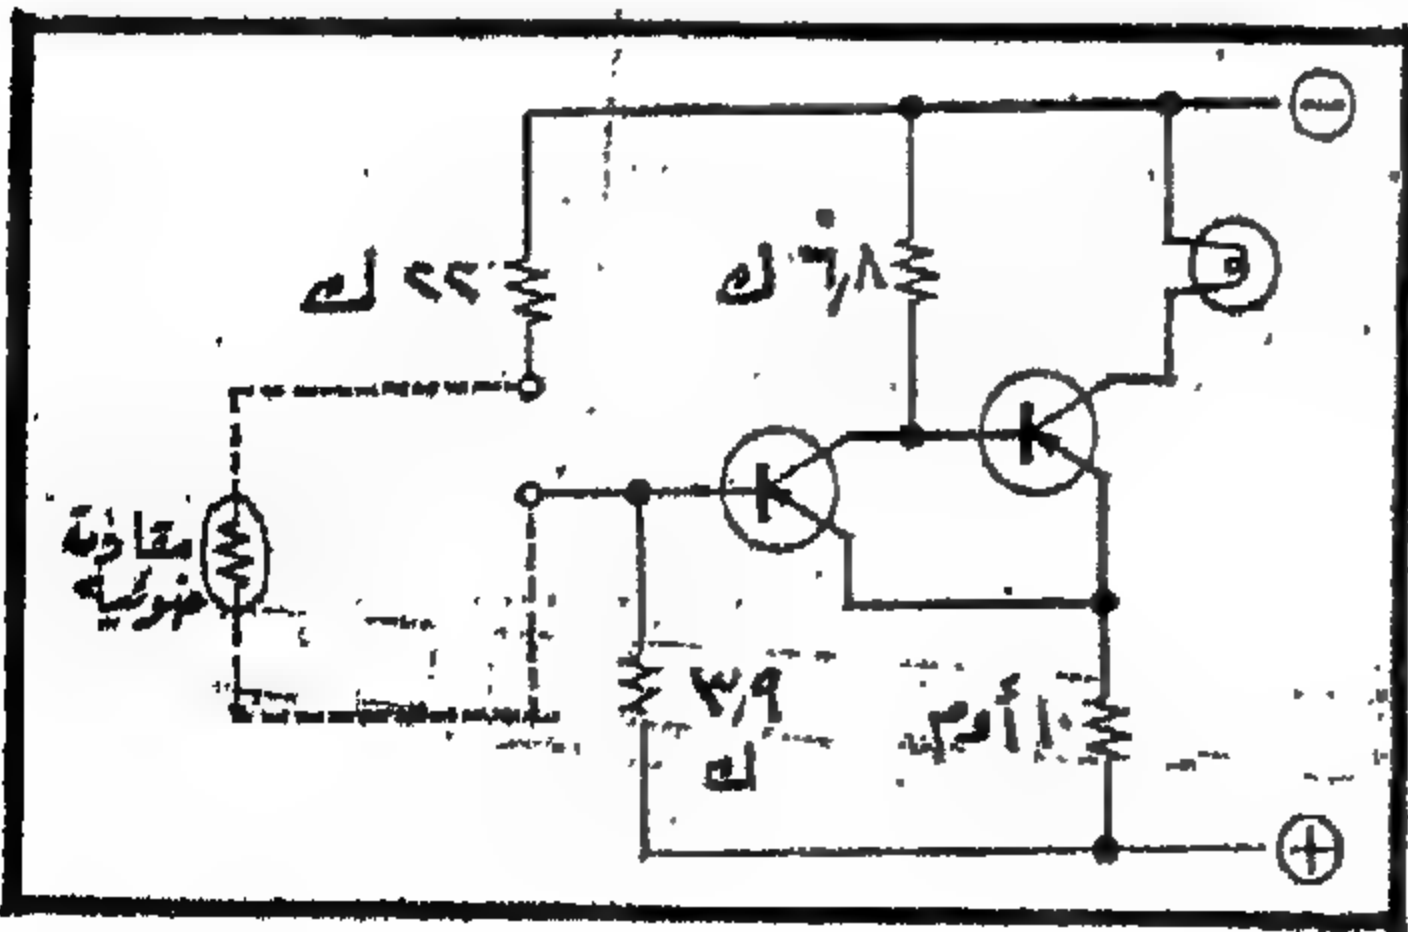 ٢٢ ك
٦,٨ ك
مقاومة
ضوئية
٣,٩
ك
١٠ أوم
−
+